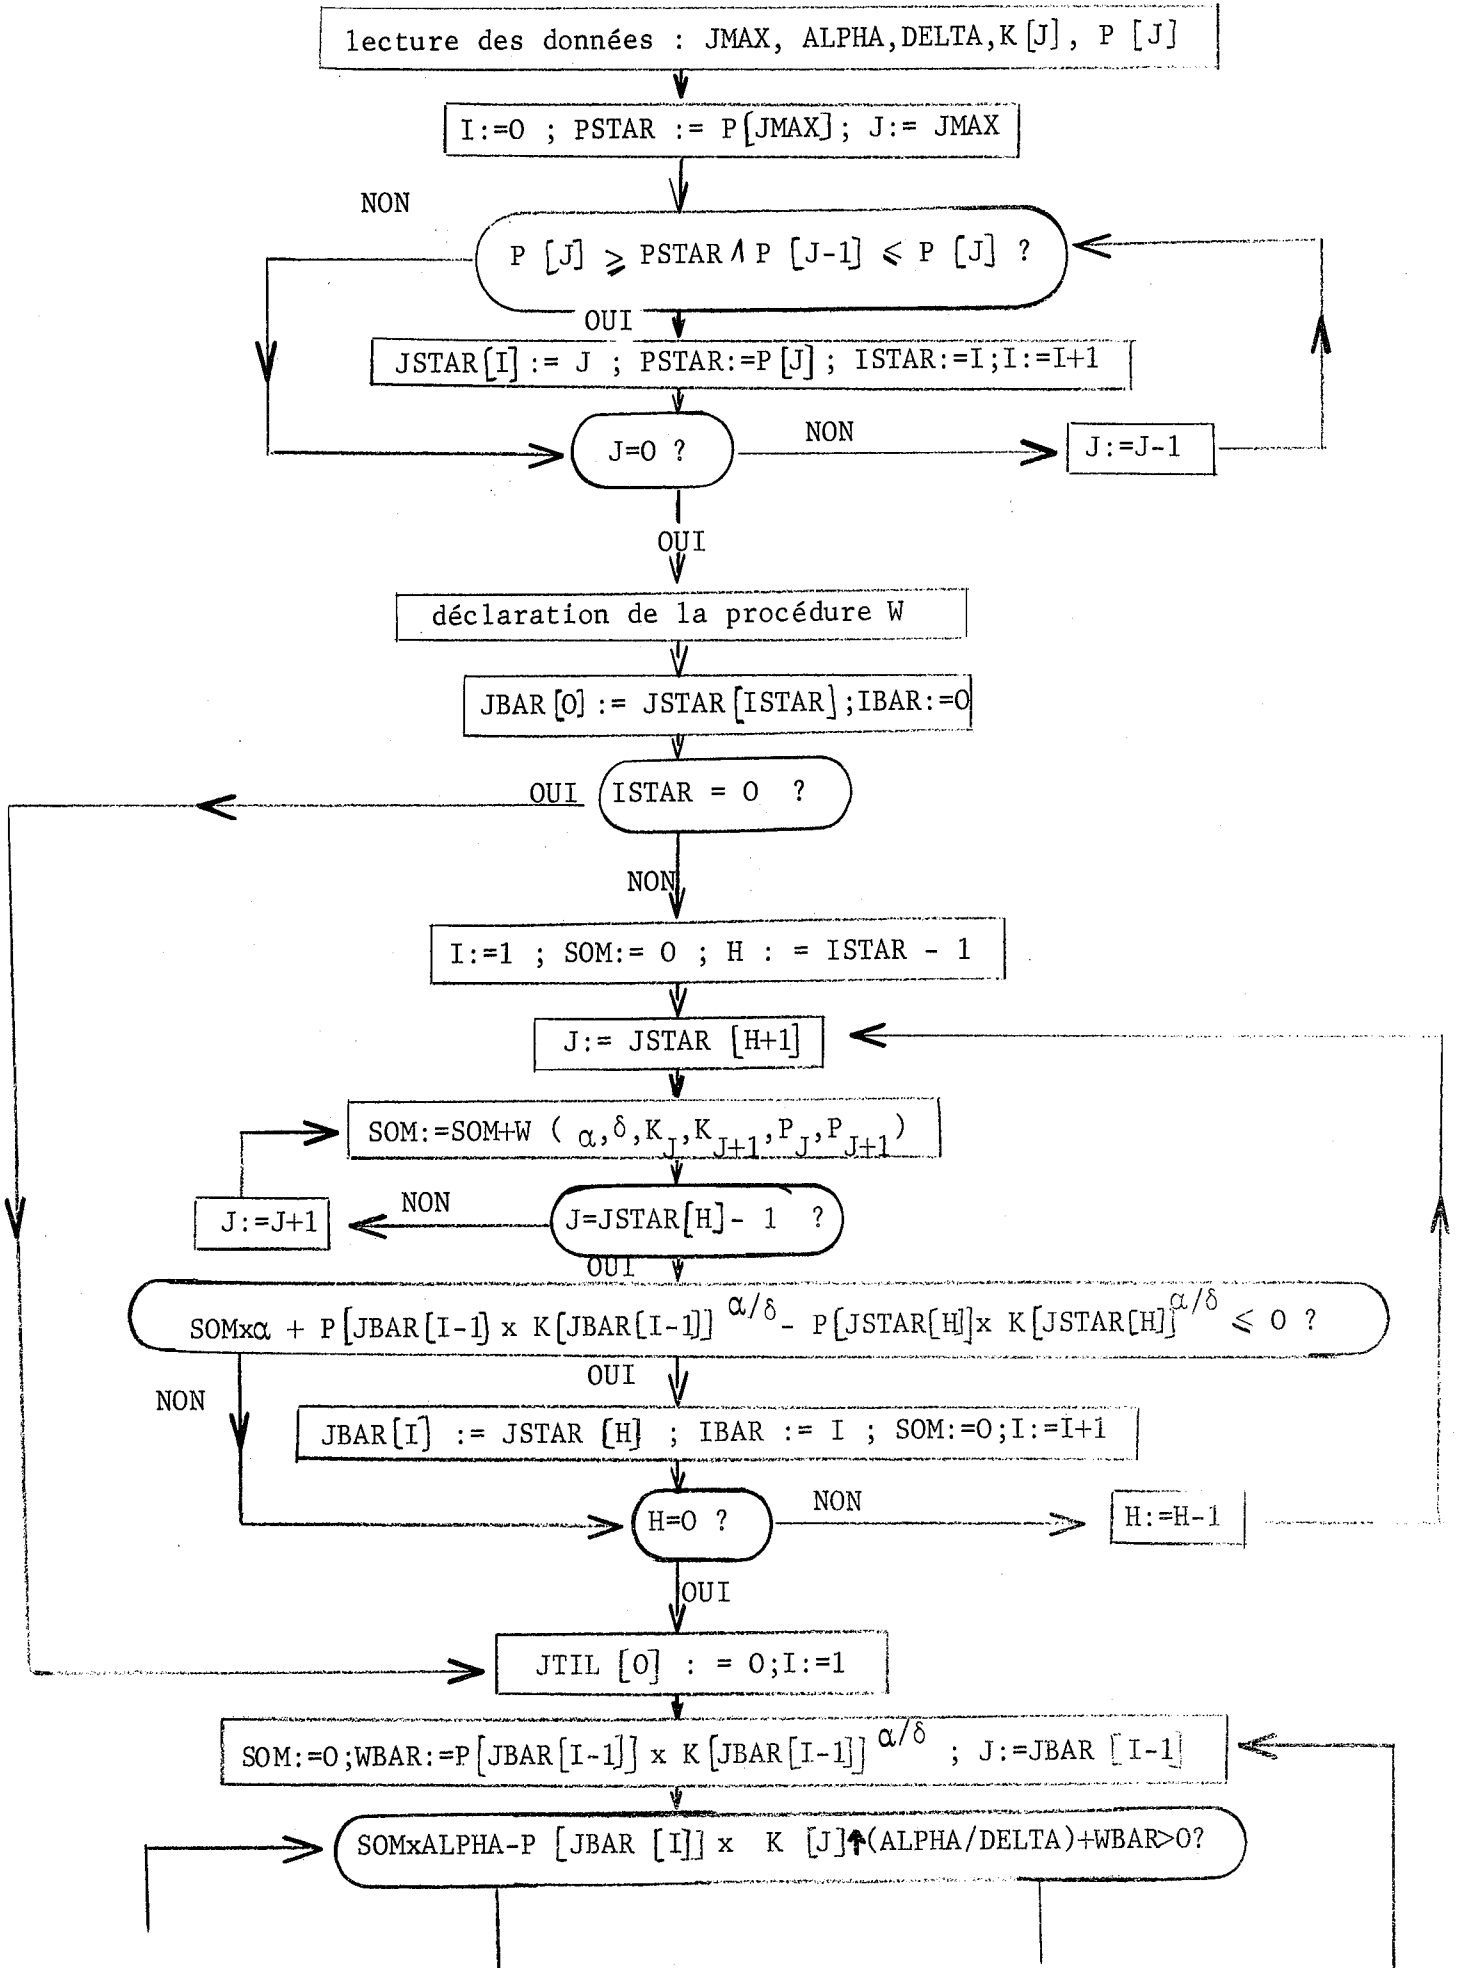 lecture des données : JMAX, ALPHA,DELTA,K[J], P [J]
I:=0 ; PSTAR := P[JMAX]; J:= JMAX
NON
P [J] ⩾ PSTAR ∧ P [J-1] ⩽ P [J] ?
OUI
JSTAR[I]:= J ; PSTAR:=P[J]; ISTAR:=I;I:=I+1
J=0 ?
NON
J:=J-1
OUI
déclaration de la procédure W
JBAR[0]:= JSTAR[ISTAR];IBAR:=0
OUI
ISTAR = 0 ?
NON
I:=1 ; SOM:= 0 ; H : = ISTAR - 1
J:= JSTAR [H+1]
SOM:=SOM+W ( α,δ,K_J,K_{J+1},P_J,P_{J+1})
J:=J+1
NON
J=JSTAR[H]- 1 ?
OUI
SOMxα + P[JBAR[I-1] x K[JBAR[I-1]]^{α/δ} - P[JSTAR[H]]x K[JSTAR[H]]^{α/δ} ⩽ 0 ?
NON
OUI
JBAR[I] := JSTAR [H] ; IBAR := I ; SOM:=0;I:=I+1
H=0 ?
NON
H:=H-1
OUI
JTIL [0] : = 0;I:=1
SOM:=0;WBAR:=P[JBAR[I-1]] x K[JBAR[I-1]]^{α/δ} ; J:=JBAR [I-1]
SOMxALPHA-P [JBAR [I]] x K [J]↑(ALPHA/DELTA)+WBAR>0?